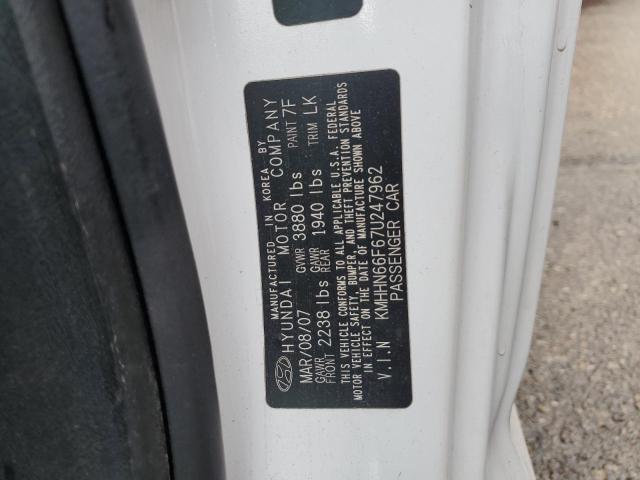 MANUFACTURED IN KOREA BY
HYUNDAI MOTOR COMPANY
MAR/08/07 GVWR 3880 lbs PAINT 7F
GAWR FRONT 2238 lbs GAWR REAR 1940 lbs TRIM LK
THIS VEHICLE CONFORMS TO ALL APPLICABLE U.S.A. FEDERAL
MOTOR VEHICLE SAFETY, BUMPER, AND THEFT PREVENTION STANDARDS
IN EFFECT ON THE DATE OF MANUFACTURE SHOWN ABOVE
V.I.N KMHHN66F67U247962
PASSENGER CAR